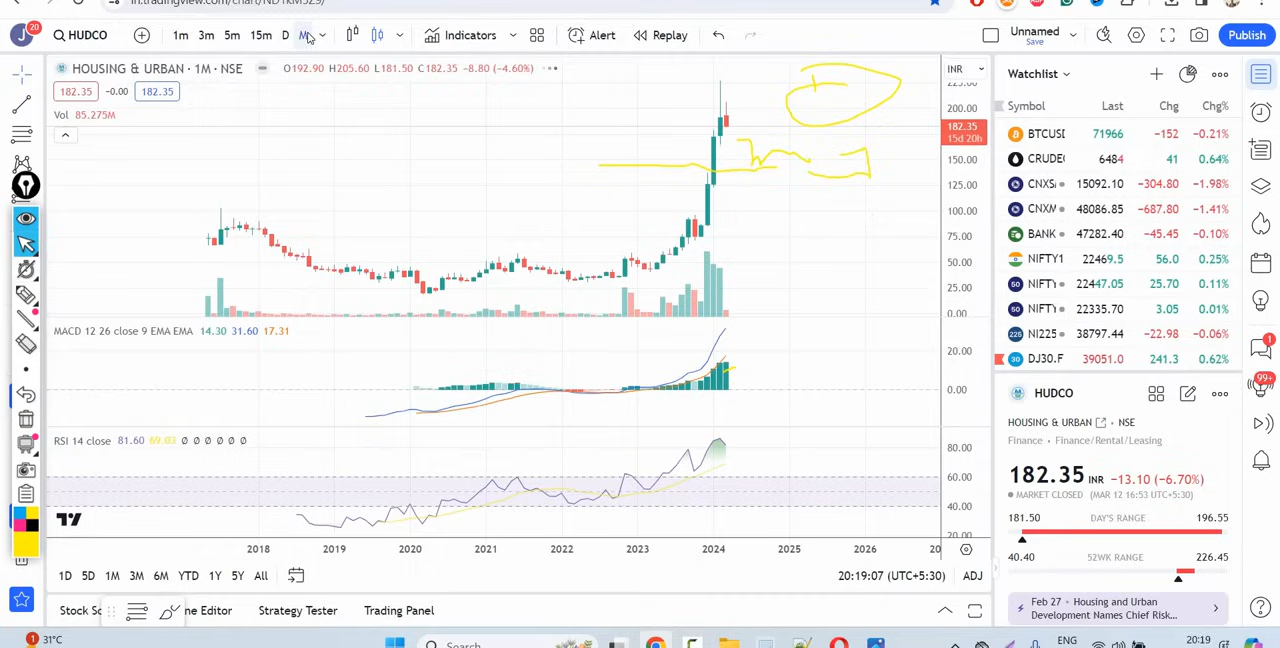 in.tradingview.com/chart/ND1KM5Z9/
J 20 HUDCO 1m 3m 5m 15m D M Indicators Alert Replay Unnamed Save Publish
HOUSING & URBAN · 1M · NSE O192.90 H205.60 L181.50 C182.35 -8.80 (-4.60%)
182.35 -0.00 182.35
Vol 85.275M
INR
225.00
200.00
182.35
15d 20h
150.00
125.00
100.00
75.00
50.00
25.00
0.00
MACD 12 26 close 9 EMA EMA 14.30 31.60 17.31
20.00
0.00
RSI 14 close 81.60 69.03 Ø Ø Ø Ø Ø Ø
80.00
60.00
40.00
20.00
2018 2019 2020 2021 2022 2023 2024 2025 2026 20
1D 5D 1M 3M 6M YTD 1Y 5Y All 20:19:07 (UTC+5:30) ADJ
Stock Sc ne Editor Strategy Tester Trading Panel
Watchlist
Symbol Last Chg Chg%
BTCUSD 71966 -152 -0.21%
CRUDEO 6484 41 0.64%
CNXS 15092.10 -304.80 -1.98%
CNXM 48086.85 -687.80 -1.41%
BANK 47282.40 -45.45 -0.10%
NIFTY1 22469.5 56.0 0.25%
NIFTY 22447.05 25.70 0.11%
NIFTY 22335.70 3.05 0.01%
NI225 38797.44 -22.98 -0.06%
DJ30.F 39051.0 241.3 0.62%
HUDCO
HOUSING & URBAN · NSE
Finance · Finance/Rental/Leasing
182.35 INR -13.10 (-6.70%)
MARKET CLOSED (MAR 12 16:53 UTC+5:30)
181.50 DAY'S RANGE 196.55
40.40 52WK RANGE 226.45
Feb 27 · Housing and Urban
Development Names Chief Risk...
1
99+
1 31°C Search ENG 20:19